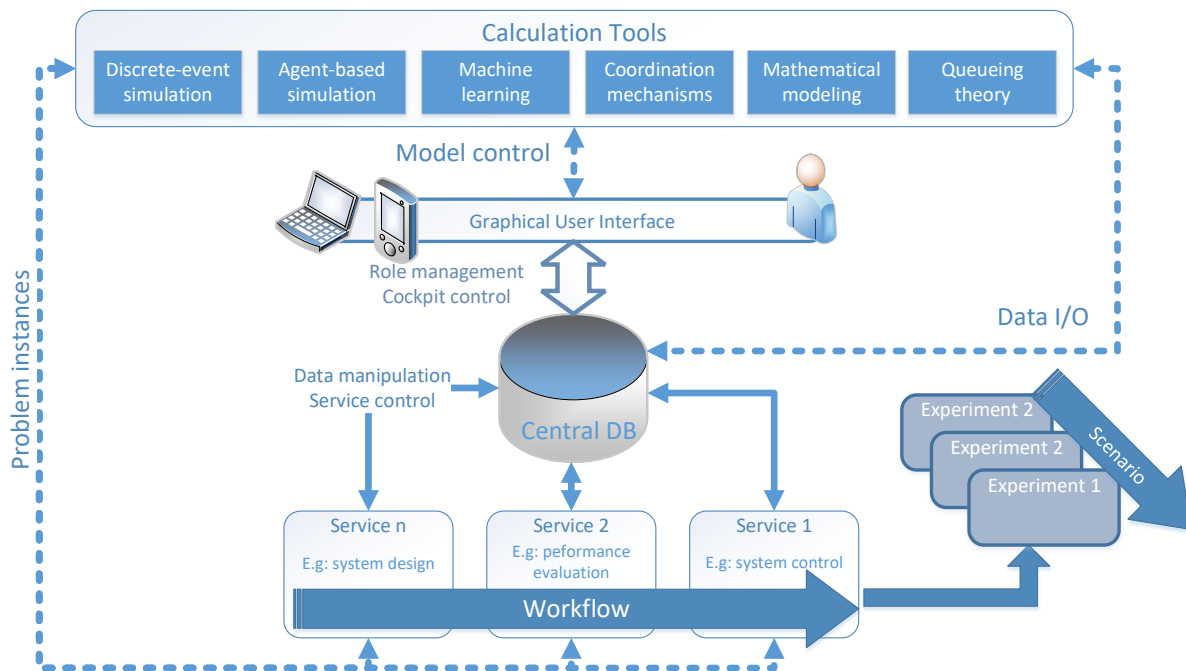 Calculation Tools
Discrete-event
simulation
Agent-based
simulation
Machine
learning
Coordination
mechanisms
Mathematical
modeling
Queueing
theory
Model control
Graphical User Interface
Role management
Cockpit control
Problem instances
Data I/O
Data manipulation
Service control
Central DB
Experiment 2
Experiment 2
Experiment 1
Scenario
Service n
E.g: system design
Service 2
E.g: peformance
evaluation
Service 1
E.g: system control
Workflow